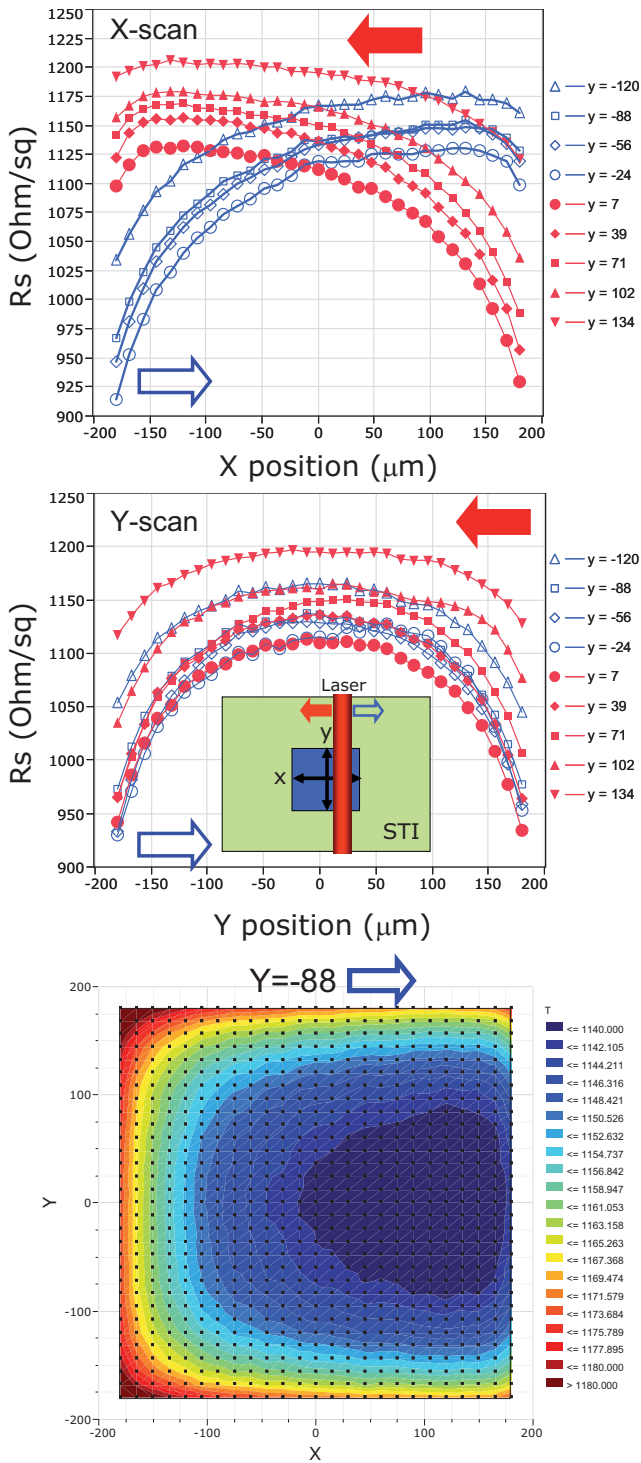 X-scan
1250
1225
1200
1175
1150
1125
1100
1075
1050
1025
1000
975
950
925
900
Rs (Ohm/sq)
-200 -150 -100 -50 0 50 100 150 200
X position (μm)
y = -120
y = -88
y = -56
y = -24
y = 7
y = 39
y = 71
y = 102
y = 134
Y-scan
1250
1200
1150
1100
1050
1000
950
900
Rs (Ohm/sq)
Laser
y
x
STI
-200 -150 -100 -50 0 50 100 150 200
Y position (μm)
y = -120
y = -88
y = -56
y = -24
y = 7
y = 39
y = 71
y = 102
y = 134
Y=-88
200
100
0
-100
-200
Y
-200 -100 0 100 200
X
T
<= 1140.000
<= 1142.105
<= 1144.211
<= 1146.316
<= 1148.421
<= 1150.526
<= 1152.632
<= 1154.737
<= 1156.842
<= 1158.947
<= 1161.053
<= 1163.158
<= 1165.263
<= 1167.368
<= 1169.474
<= 1171.579
<= 1173.684
<= 1175.789
<= 1177.895
<= 1180.000
> 1180.000